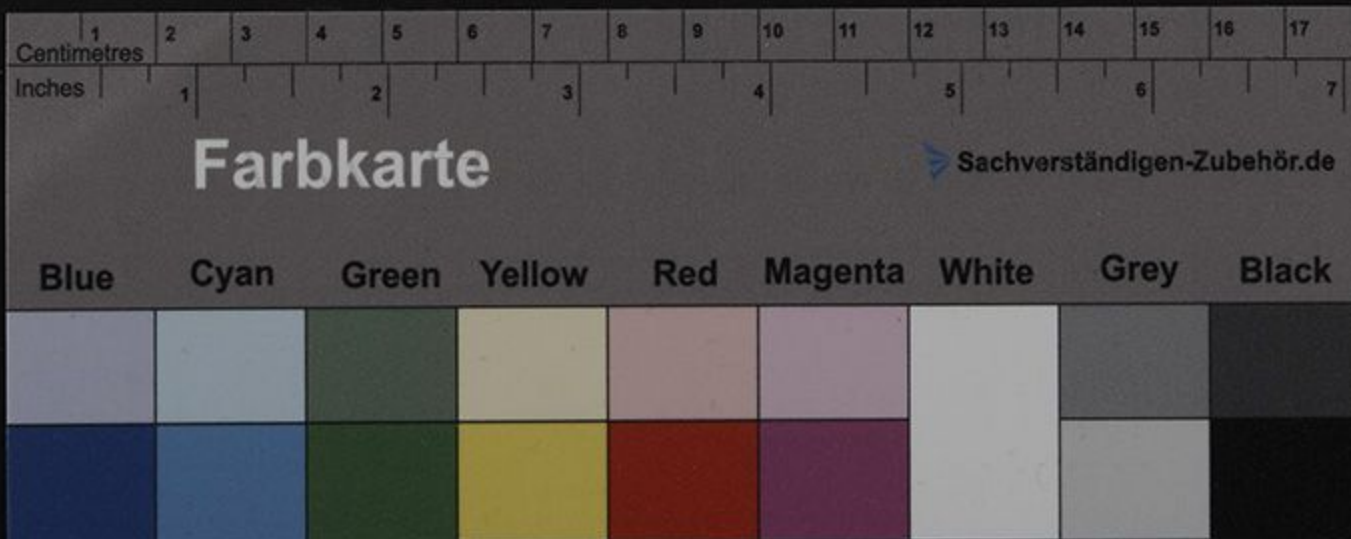 1 2 3 4 5 6 7 8 9 10 11 12 13 14 15 16 17
Centimetres
Inches 1 2 3 4 5 6 7
Farbkarte
Sachverständigen-Zubehör.de
Blue Cyan Green Yellow Red Magenta White Grey Black